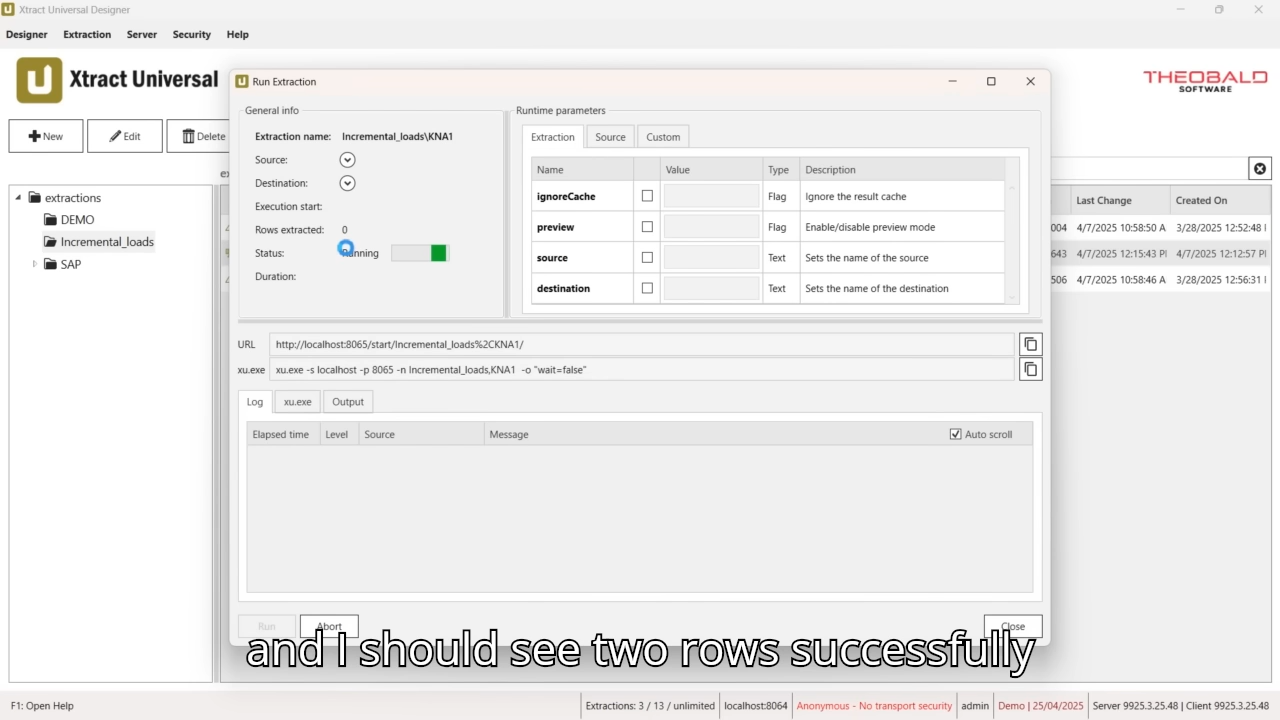 Xtract Universal Designer
Designer Extraction Server Security Help
Xtract Universal
THEOBALD
SOFTWARE
New Edit Delete
Run Extraction
General info
Extraction name: Incremental_loads\KNA1
Source:
Destination:
Execution start:
Rows extracted: 0
Status: Running
Duration:
Runtime parameters
Extraction Source Custom
Name Value Type Description
ignoreCache Flag Ignore the result cache
preview Flag Enable/disable preview mode
source Text Sets the name of the source
destination Text Sets the name of the destination
extractions
DEMO
Incremental_loads
SAP
Last Change Created On
004 4/7/2025 10:58:50 A 3/28/2025 12:52:48
643 4/7/2025 12:15:43 PI 4/7/2025 12:12:57 PI
506 4/7/2025 10:58:46 A 3/28/2025 12:56:31
URL http://localhost:8065/start/Incremental_loads%2CKNA1/
xu.exe xu.exe -s localhost -p 8065 -n Incremental_loads,KNA1 -o "wait=false"
Log xu.exe Output
Elapsed time Level Source Message Auto scroll
Run Abort Close
and I should see two rows successfully
F1: Open Help Extractions: 3 / 13 / unlimited localhost:8064 Anonymous - No transport security admin Demo | 25/04/2025 Server 9925.3.25.48 | Client 9925.3.25.48